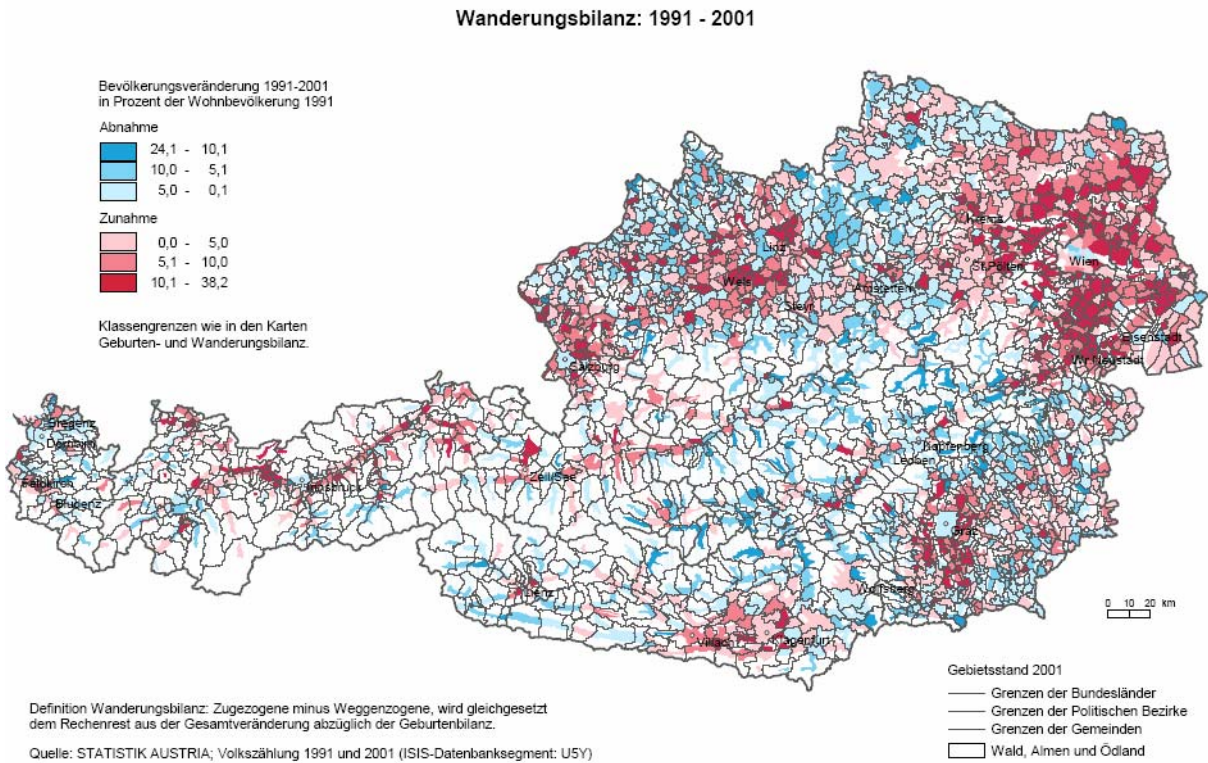 Wanderungsbilanz: 1991 - 2001
Bevölkerungsveränderung 1991-2001
in Prozent der Wohnbevölkerung 1991
Abnahme
24,1 - 10,1
10,0 - 5,1
5,0 - 0,1
Zunahme
0,0 - 5,0
5,1 - 10,0
10,1 - 38,2
Klassengrenzen wie in den Karten
Geburten- und Wanderungsbilanz.
Krems
Linz
St.Pölten
Wien
Wels
Amstetten
Steyr
Eisenstadt
Wr.Neustadt
Salzburg
Bregenz
Dornbirn
Kapfenberg
Leoben
Feldkirch
Innsbruck
Zell/See
Bludenz
Graz
Lienz
Wolfsberg
Villach
Klagenfurt
0 10 20 km
Gebietsstand 2001
Grenzen der Bundesländer
Grenzen der Politischen Bezirke
Grenzen der Gemeinden
Wald, Almen und Ödland
Definition Wanderungsbilanz: Zugezogene minus Weggenzogene, wird gleichgesetzt
dem Rechenrest aus der Gesamtveränderung abzüglich der Geburtenbilanz.
Quelle: STATISTIK AUSTRIA; Volkszählung 1991 und 2001 (ISIS-Datenbanksegment: U5Y)